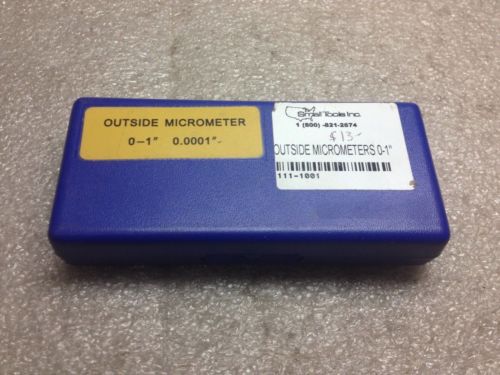 OUTSIDE MICROMETER
0-1" 0.0001"
Small Tools Inc.
1 (800) -821-2674
$13-
OUTSIDE MICROMETERS 0-1"
111-1001